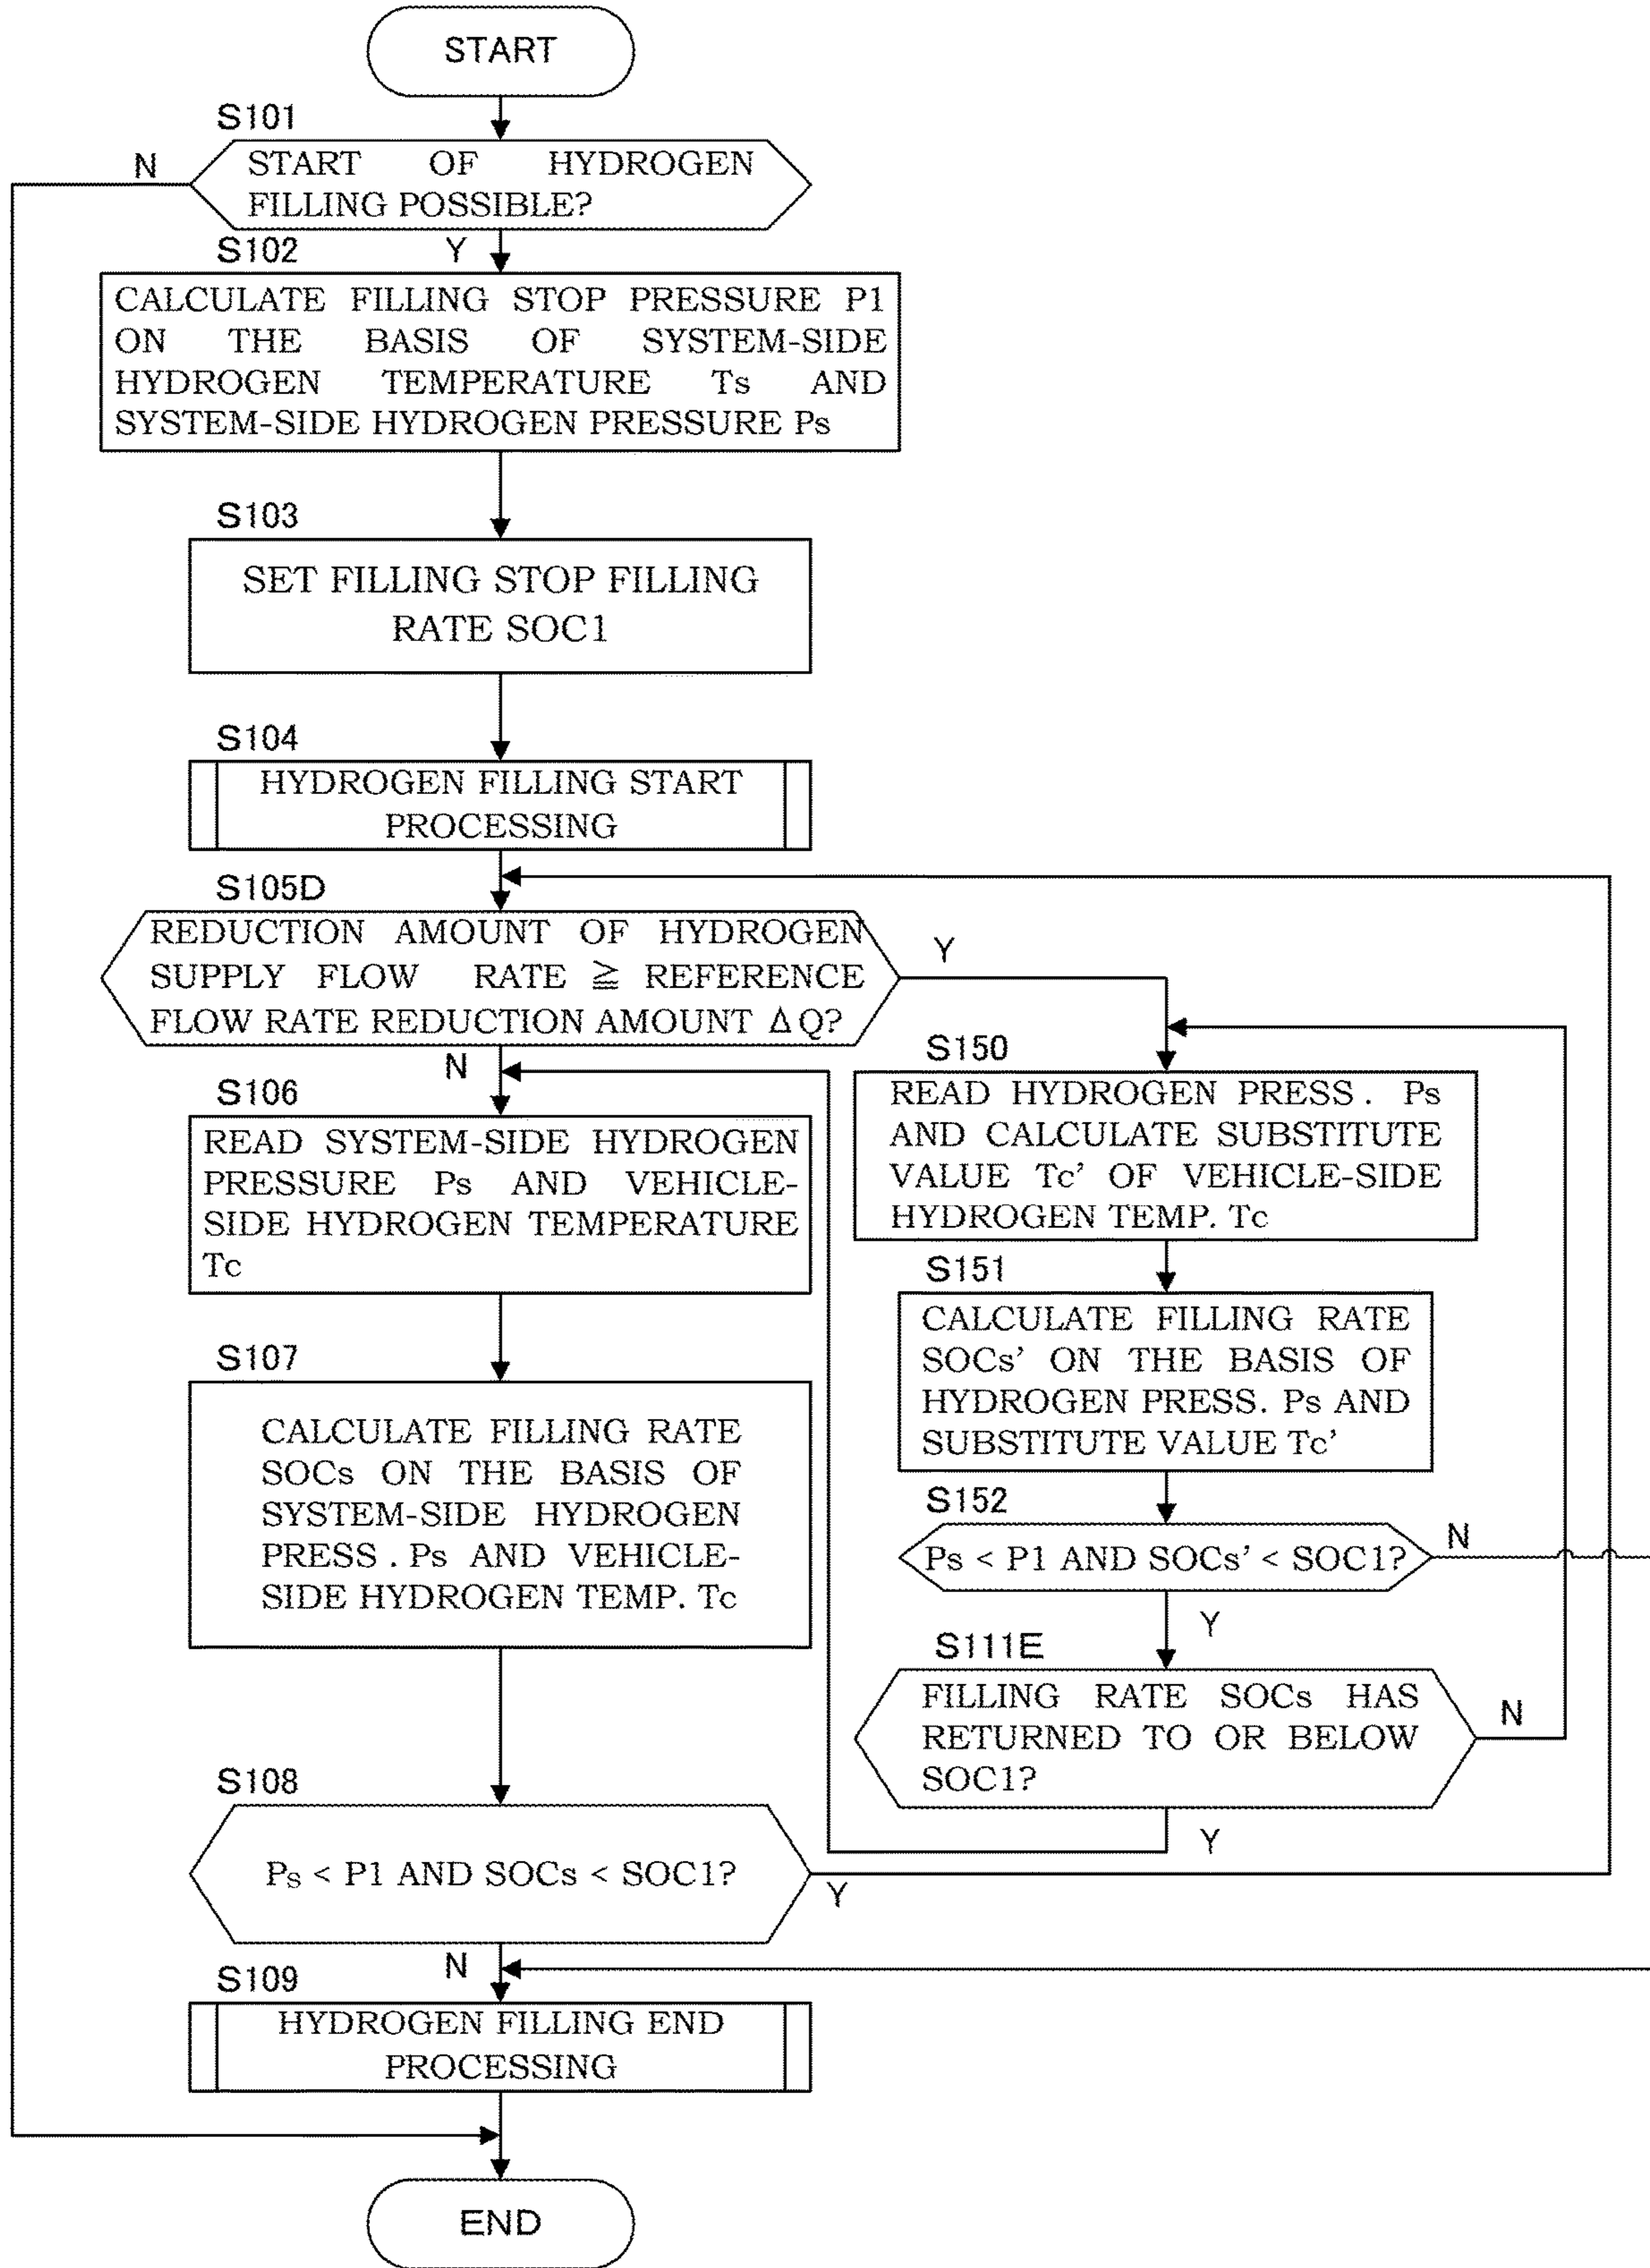 START
S101
N
START OF HYDROGEN
FILLING POSSIBLE?
S102
Y
CALCULATE FILLING STOP PRESSURE P1
ON THE BASIS OF SYSTEM-SIDE
HYDROGEN TEMPERATURE Ts AND
SYSTEM-SIDE HYDROGEN PRESSURE Ps
S103
SET FILLING STOP FILLING
RATE SOC1
S104
HYDROGEN FILLING START
PROCESSING
S105D
REDUCTION AMOUNT OF HYDROGEN
SUPPLY FLOW RATE ≧ REFERENCE
FLOW RATE REDUCTION AMOUNT ΔQ?
Y
N
S106
READ SYSTEM-SIDE HYDROGEN
PRESSURE Ps AND VEHICLE-
SIDE HYDROGEN TEMPERATURE
Tc
S107
CALCULATE FILLING RATE
SOCs ON THE BASIS OF
SYSTEM-SIDE HYDROGEN
PRESS . Ps AND VEHICLE-
SIDE HYDROGEN TEMP. Tc
S108
Ps < P1 AND SOCs < SOC1?
Y
N
S150
READ HYDROGEN PRESS . Ps
AND CALCULATE SUBSTITUTE
VALUE Tc’ OF VEHICLE-SIDE
HYDROGEN TEMP. Tc
S151
CALCULATE FILLING RATE
SOCs’ ON THE BASIS OF
HYDROGEN PRESS. Ps AND
SUBSTITUTE VALUE Tc’
S152
Ps < P1 AND SOCs’ < SOC1?
N
Y
S111E
FILLING RATE SOCs HAS
RETURNED TO OR BELOW
SOC1?
N
Y
S109
HYDROGEN FILLING END
PROCESSING
END